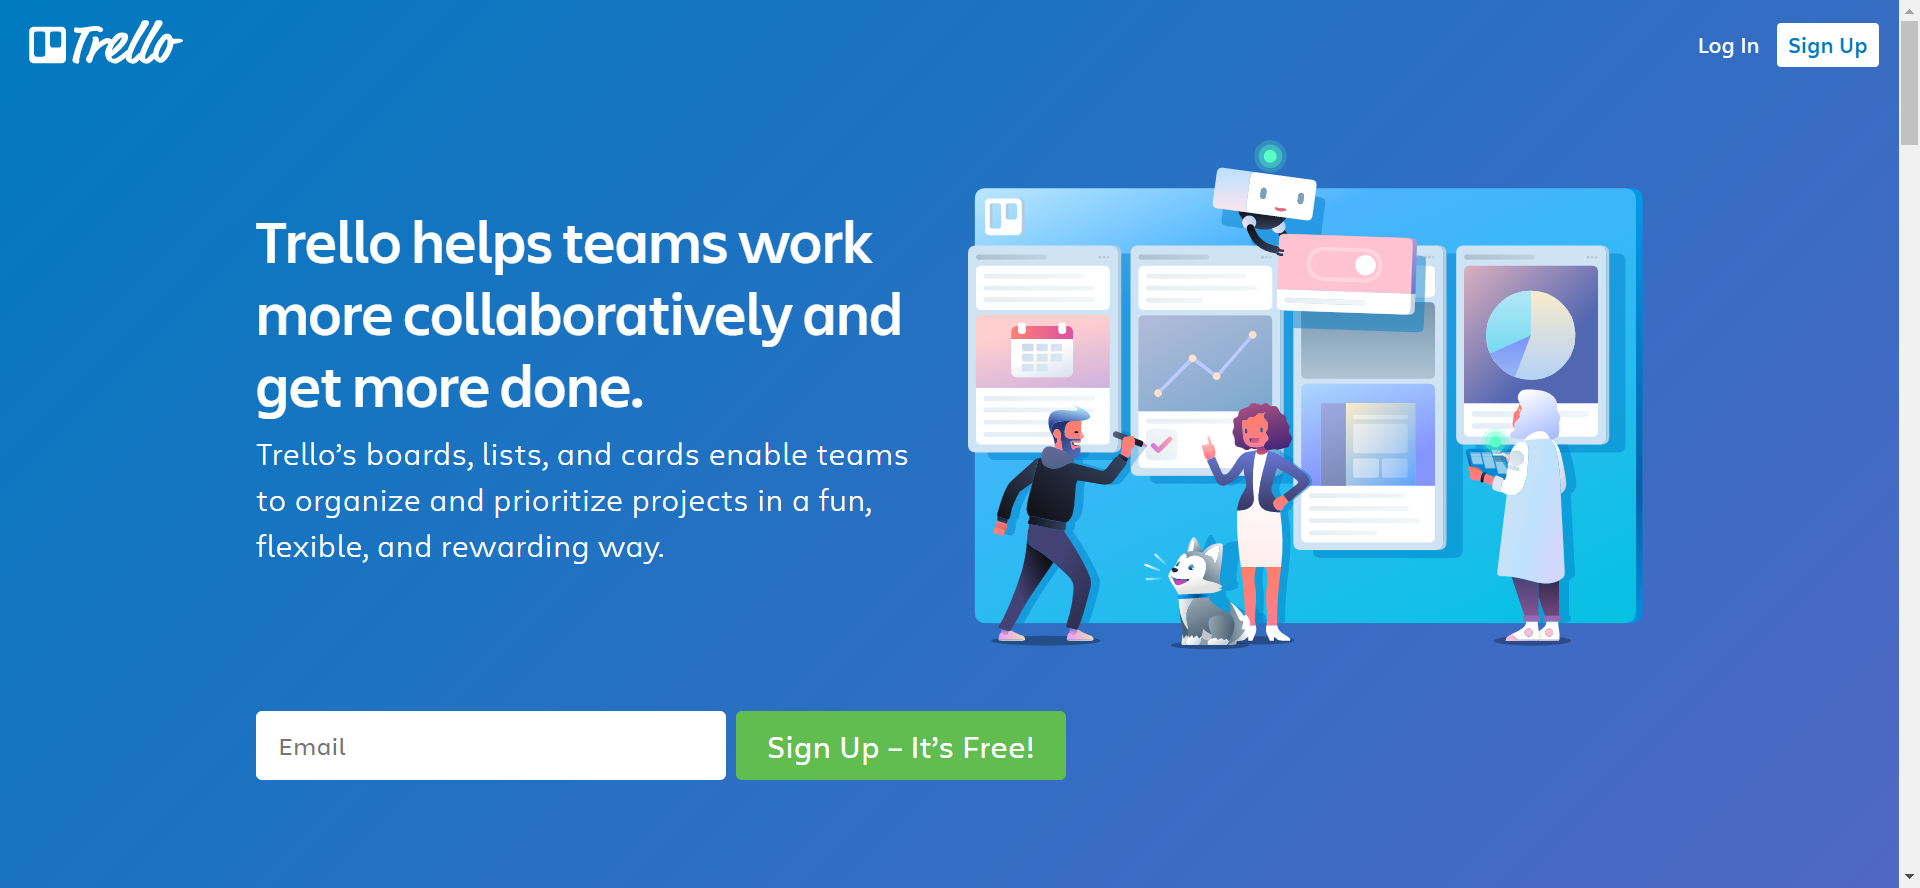 Trello
Log In
Sign Up
Trello helps teams work
more collaboratively and
get more done.
Trello’s boards, lists, and cards enable teams
to organize and prioritize projects in a fun,
flexible, and rewarding way.
Email
Sign Up – It’s Free!